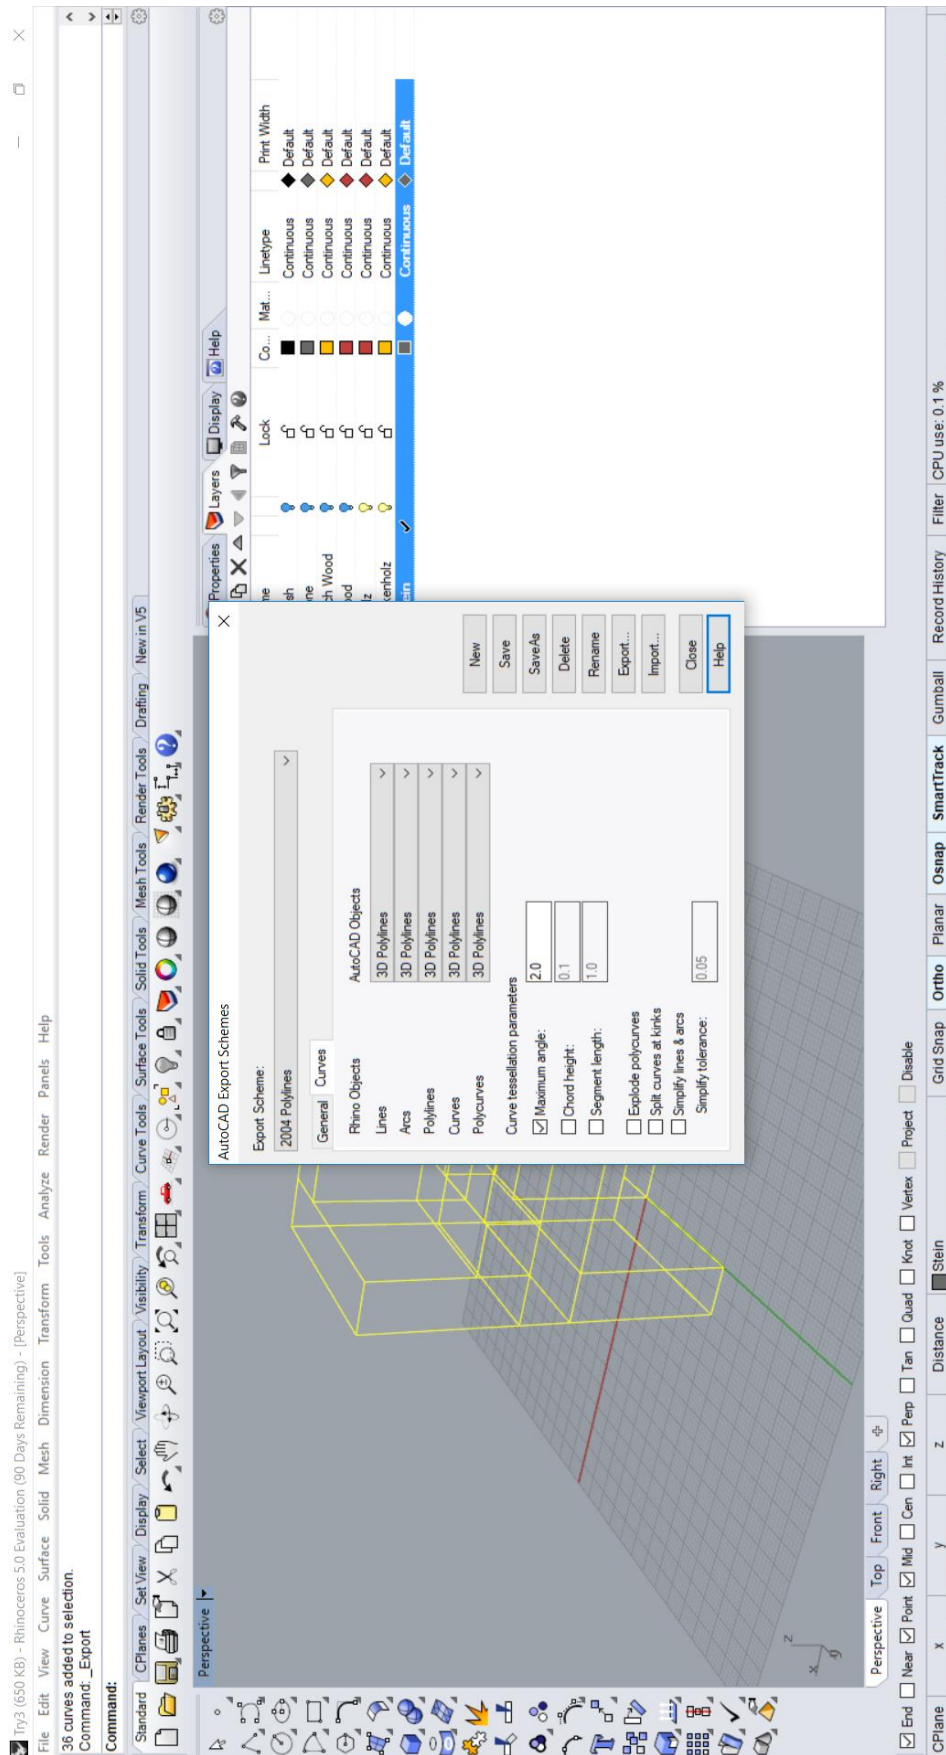 Try3 (650 KB) - Rhinoceros 5.0 Evaluation (90 Days Remaining) - [Perspective]
File Edit View Curve Surface Solid Mesh Dimension Transform Tools Analyze Render Panels Help
36 curves added to selection.
Command: _Export
Command:
Standard CPlanes Set View Display Select Viewport Layout Visibility Transform Curve Tools Surface Tools Solid Tools Mesh Tools Render Tools Drafting New in V5
Perspective
Properties Layers Display Help
me Lock Co... Mat... Linetype Print Width
sh Continuous Default
ne Continuous Default
ch Wood Continuous Default
ood Continuous Default
lz Continuous Default
kenholz Continuous Default
ein Continuous Default
AutoCAD Export Schemes
Export Scheme:
2004 Polylines
General Curves
Rhino Objects AutoCAD Objects
Lines 3D Polylines
Arcs 3D Polylines
Polylines 3D Polylines
Curves 3D Polylines
Polycurves 3D Polylines
Curve tessellation parameters
Maximum angle: 2.0
Chord height: 0.1
Segment length: 1.0
Explode polycurves
Split curves at kinks
Simplify lines & arcs
Simplify tolerance: 0.05
New
Save
SaveAs
Delete
Rename
Export...
Import...
Close
Help
z
x
y
Perspective Top Front Right
End Near Point Mid Cen Int Perp Tan Quad Knot Vertex Project Disable
CPlane x y z Distance Stein Grid Snap Ortho Planar Osnap SmartTrack Gumball Record History Filter CPU use: 0.1 %